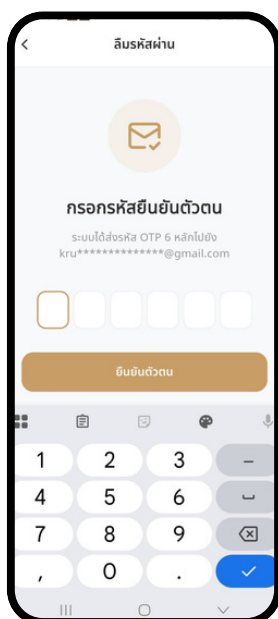 ลืมรหัสผ่าน
กรอกรหัสยืนยันตัวตน
ระบบได้ส่งรหัส OTP 6 หลักไปยัง
kru**************@gmail.com
ยืนยันตัวตน
1 2 3 –
4 5 6
7 8 9
, 0 .